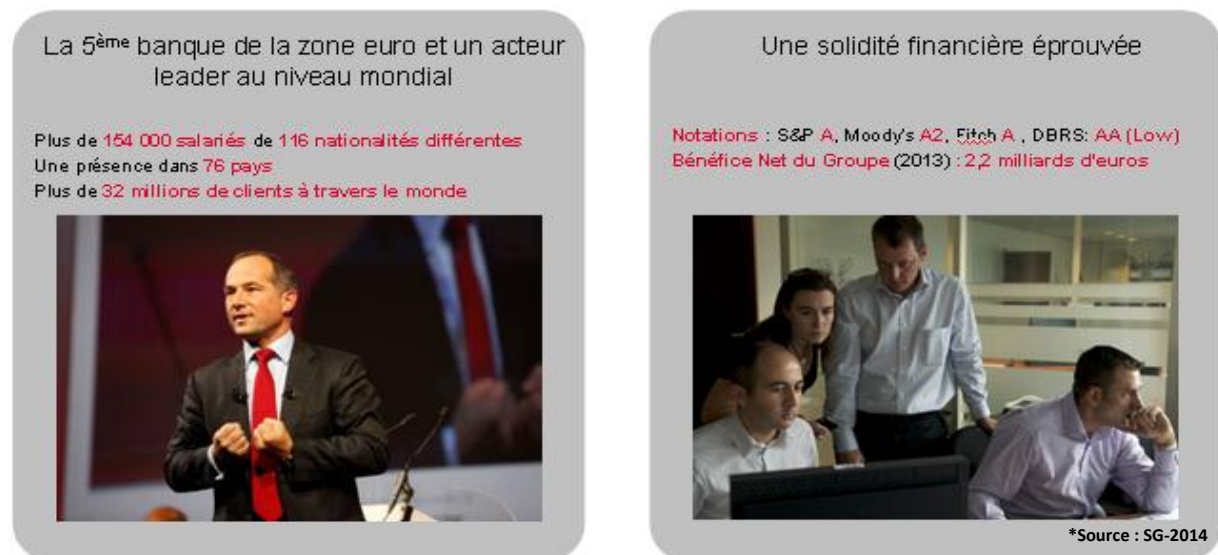 La 5ème banque de la zone euro et un acteur
leader au niveau mondial
Plus de 154 000 salariés de 116 nationalités différentes
Une présence dans 76 pays
Plus de 32 millions de clients à travers le monde
Une solidité financière éprouvée
Notations : S&P A, Moody's A2, Fitch A , DBRS: AA (Low)
Bénéfice Net du Groupe (2013) : 2,2 milliards d'euros
*Source : SG-2014